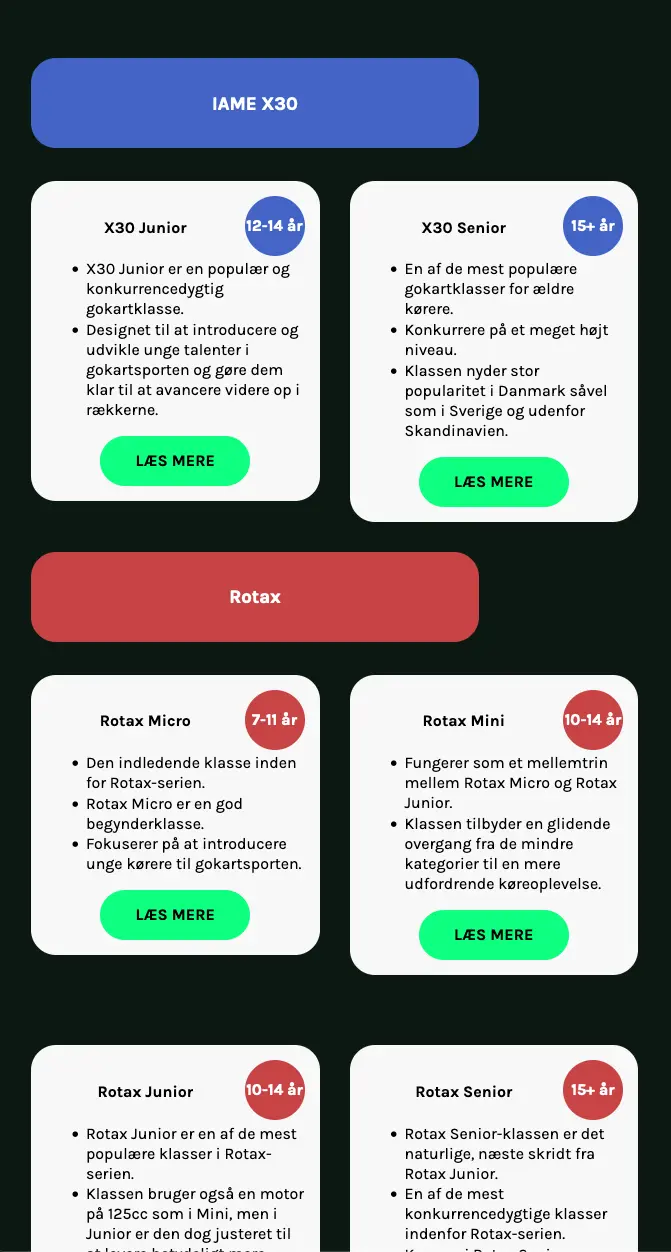 IAME X30
X30 Junior
12-14 år
X30 Junior er en populær og
konkurrencedygtig
gokartklasse.
Designet til at introducere og
udvikle unge talenter i
gokartsporten og gøre dem
klar til at avancere videre op i
rækkerne.
LÆS MERE
X30 Senior
15+ år
En af de mest populære
gokartklasser for ældre
kørere.
Konkurrere på et meget højt
niveau.
Klassen nyder stor
popularitet i Danmark såvel
som i Sverige og udenfor
Skandinavien.
LÆS MERE
Rotax
Rotax Micro
7-11 år
Den indledende klasse inden
for Rotax-serien.
Rotax Micro er en god
begynderklasse.
Fokuserer på at introducere
unge kørere til gokartsporten.
LÆS MERE
Rotax Mini
10-14 år
Fungerer som et mellemtrin
mellem Rotax Micro og Rotax
Junior.
Klassen tilbyder en glidende
overgang fra de mindre
kategorier til en mere
udfordrende køreoplevelse.
LÆS MERE
Rotax Junior
10-14 år
Rotax Junior er en af de mest
populære klasser i Rotax-
serien.
Klassen bruger også en motor
på 125cc som i Mini, men i
Junior er den dog justeret til
Rotax Senior
15+ år
Rotax Senior-klassen er det
naturlige, næste skridt fra
Rotax Junior.
En af de mest
konkurrencedygtige klasser
indenfor Rotax-serien.